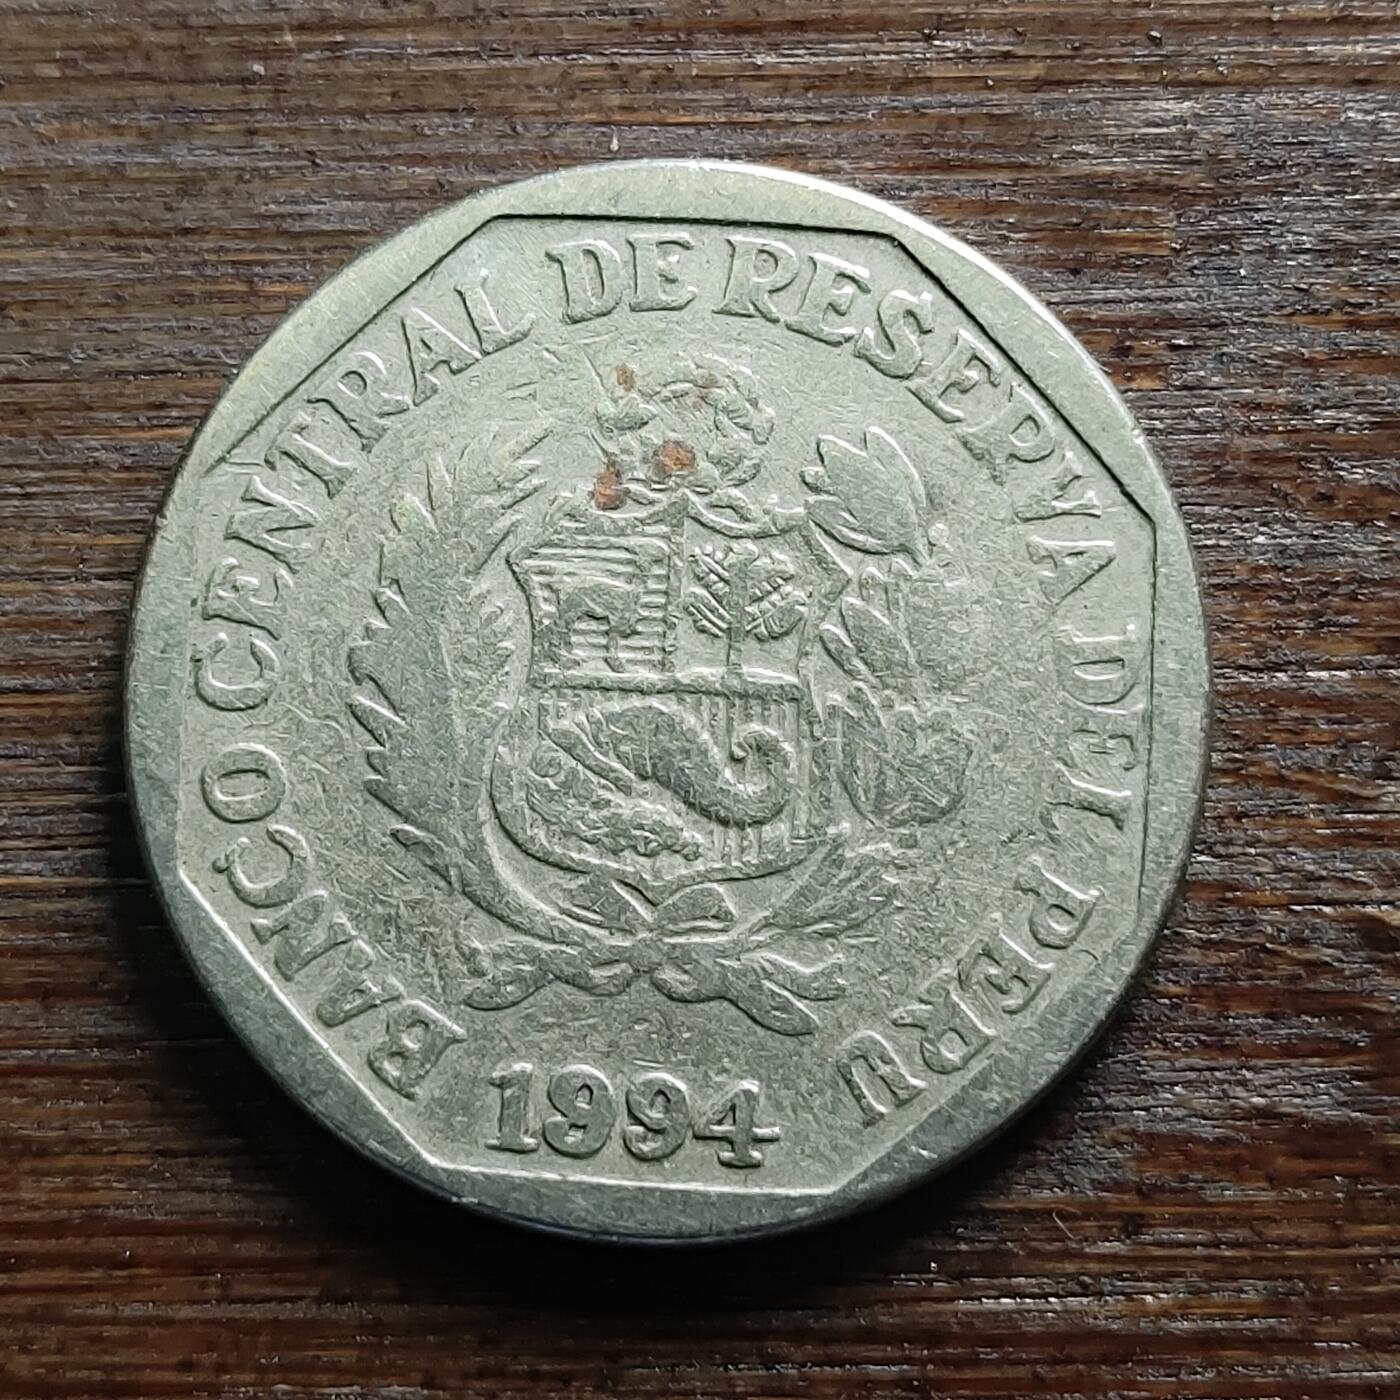 BANCO CENTRAL DE RESERVA DEL PERU
1994